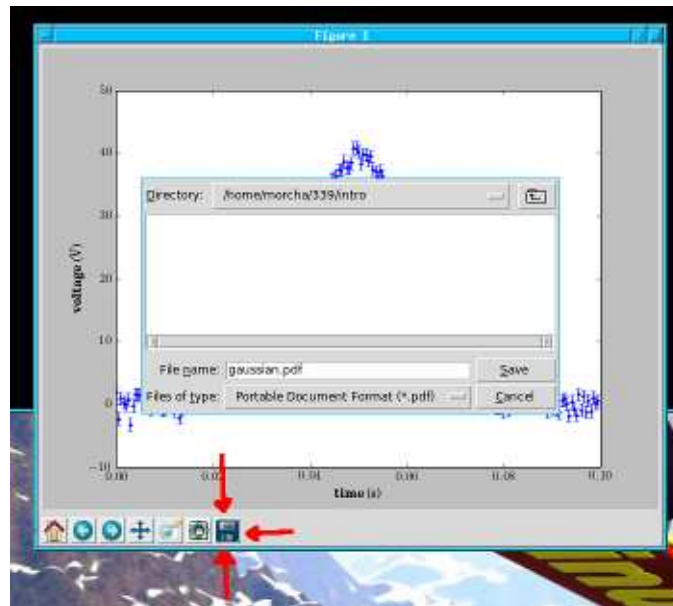 Figure 1
50
40
30
20
10
0
−10
voltage (V)
Directory: /home/morcha/339/intro
File name: gaussian.pdf Save
Files of type: Portable Document Format (*.pdf) Cancel
0.00 0.02 0.04 0.06 0.08 0.10
time (s)